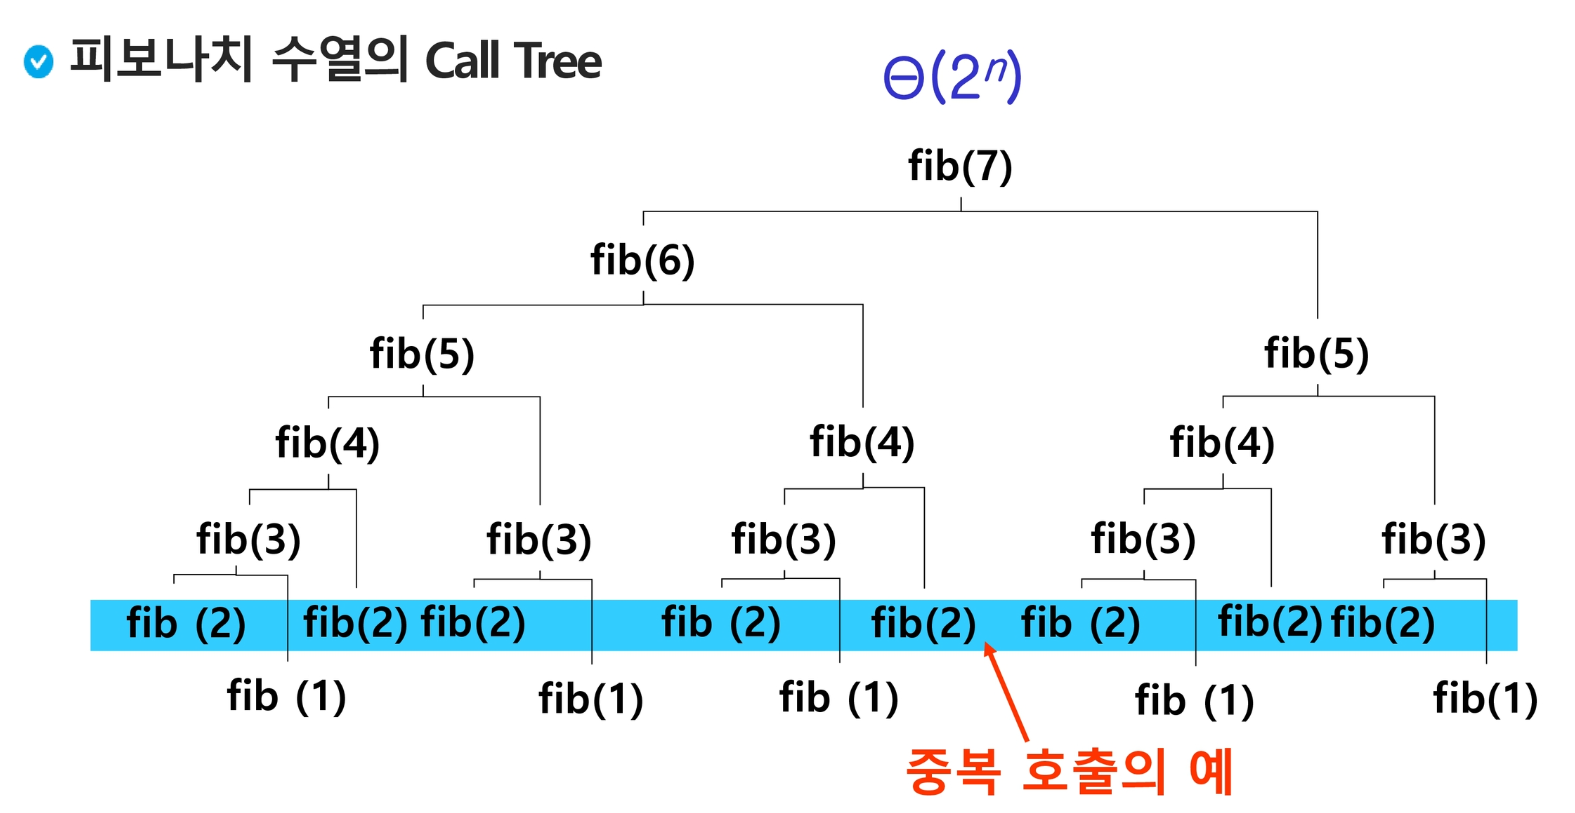 피보나치 수열의 Call Tree
Θ(2ⁿ)
fib(7)
fib(6)
fib(5) fib(5)
fib(4) fib(4) fib(4)
fib(3) fib(3) fib(3) fib(3) fib(3)
fib (2) fib(2) fib(2) fib (2) fib(2) fib (2) fib(2) fib(2)
fib (1) fib(1) fib (1) fib (1) fib(1)
중복 호출의 예